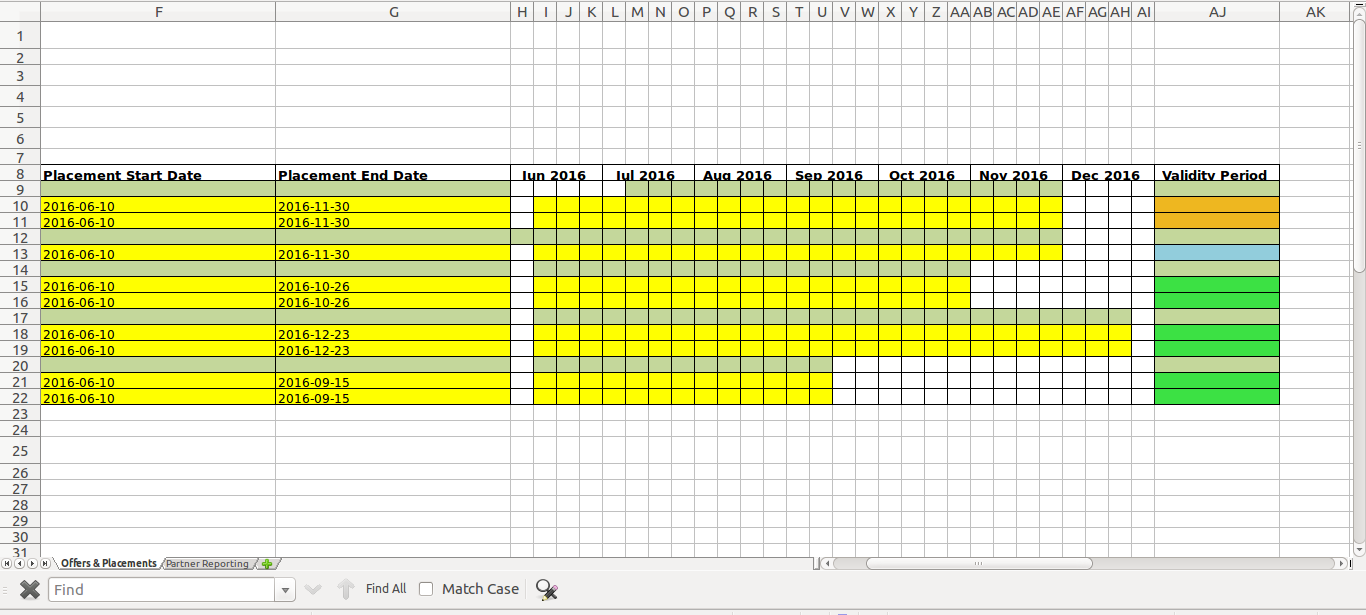 F G H I J K L M N O P Q R S T U V W X Y Z AA AB AC AD AE AF AG AH AI AJ AK
1
2
3
4
5
6
7
8 Placement Start Date Placement End Date Jun 2016 Jul 2016 Aug 2016 Sep 2016 Oct 2016 Nov 2016 Dec 2016 Validity Period
9
10 2016-06-10 2016-11-30
11 2016-06-10 2016-11-30
12
13 2016-06-10 2016-11-30
14
15 2016-06-10 2016-10-26
16 2016-06-10 2016-10-26
17
18 2016-06-10 2016-12-23
19 2016-06-10 2016-12-23
20
21 2016-06-10 2016-09-15
22 2016-06-10 2016-09-15
23
24
25
26
27
28
29
30
31
Offers & Placements Partner Reporting
Find Find All Match Case